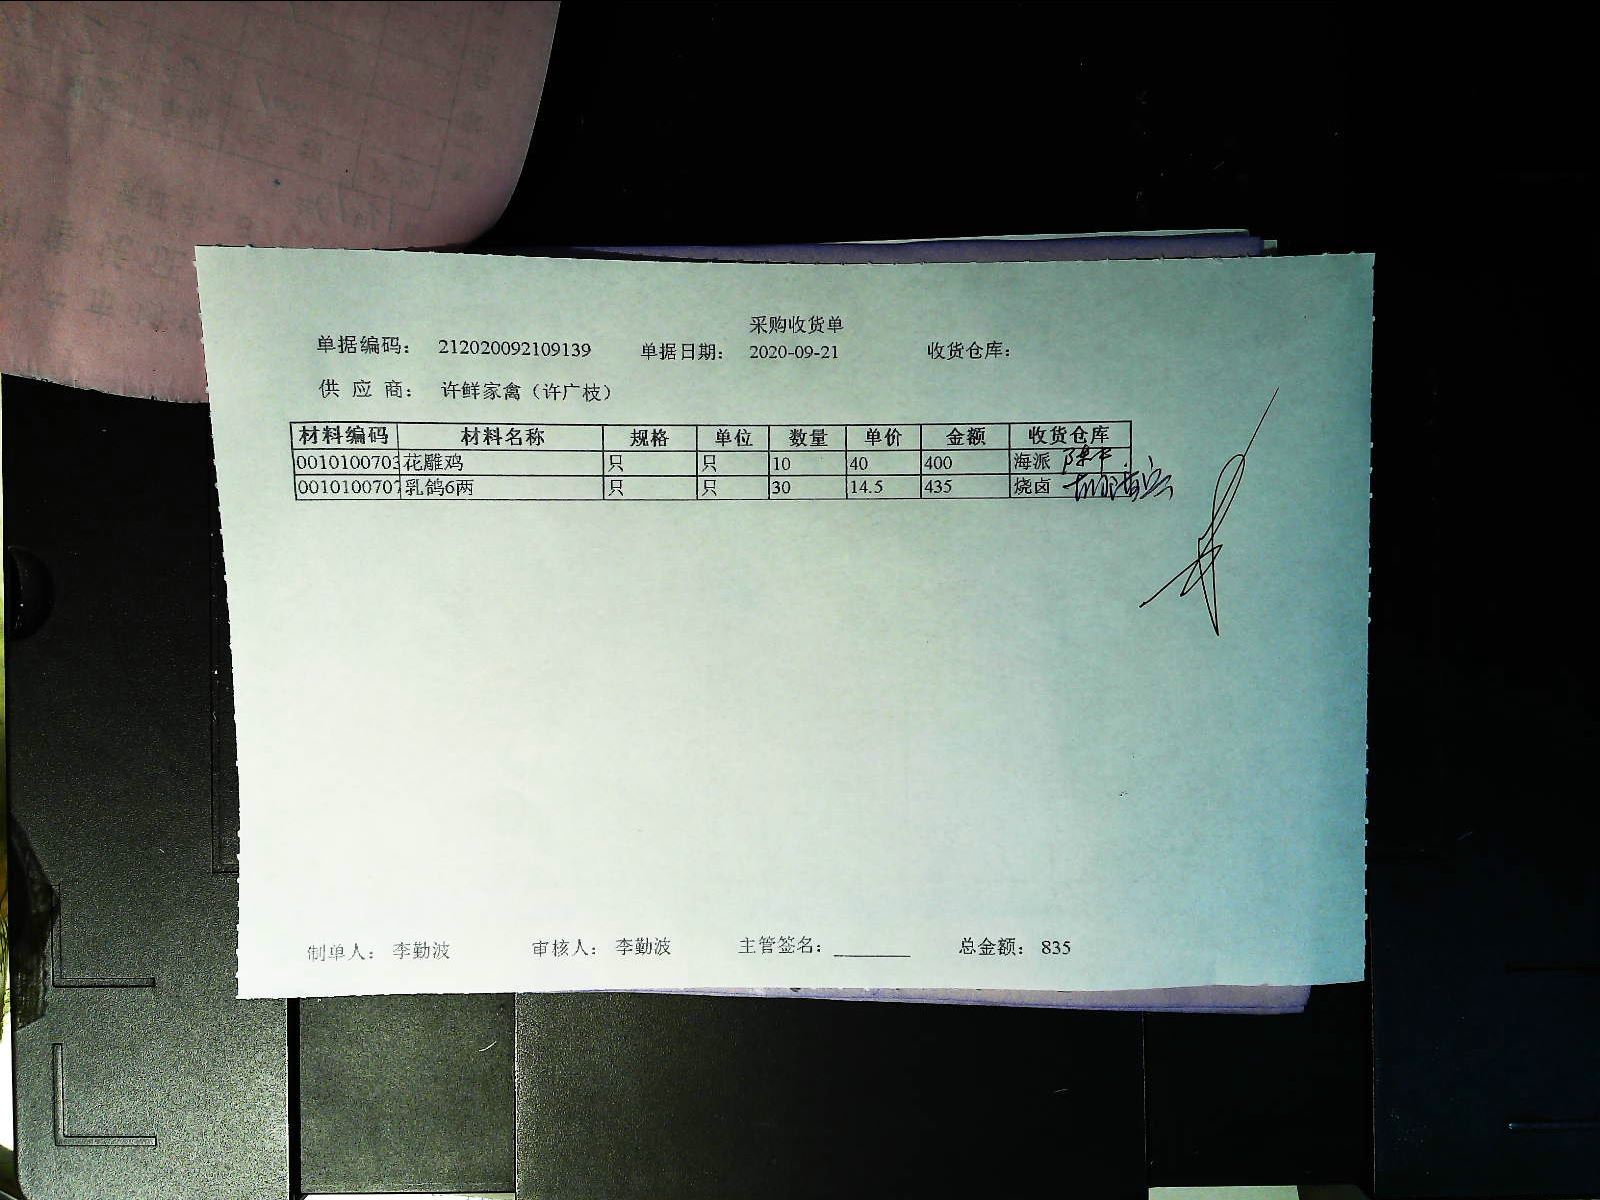 采购收货单
单据编码： 212020092109139 单据日期： 2020-09-21 收货仓库：
供 应 商： 许鲜家禽（许广枝）
材料编码 材料名称 规格 单位 数量 单价 金额 收货仓库
0010100703 花雕鸡 只 只 10 40 400 海派
0010100707 乳鸽6两 只 只 30 14.5 435 烧卤
制单人： 李勤波 审核人： 李勤波 主管签名：________ 总金额： 835